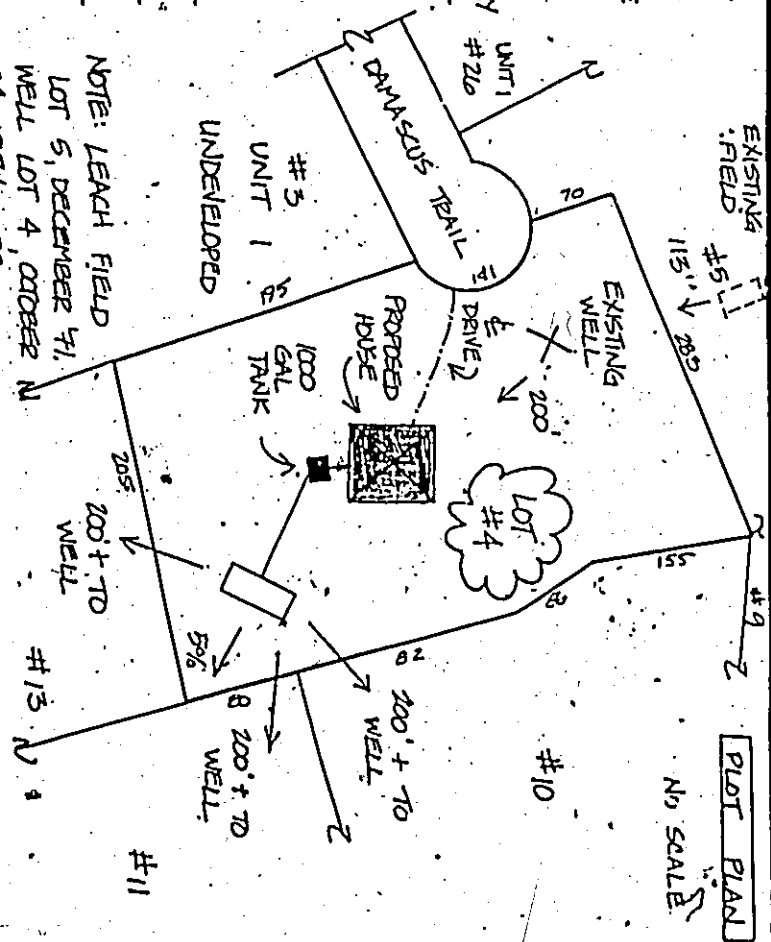 PLOT PLAN
NO SCALE
EXISTING
FIELD
#5
113'
285
#9
UNIT 1
#26
DAMASCUS TRAIL
70
141
EXISTING
WELL
200'
DRIVE
LOT
#4
155
PROPOSED
HOUSE
1000
GAL
TANK
#3
UNIT 1
UNDEVELOPED
195
205
82
#10
5%
200' + TO
WELL
200' + TO
WELL
200' + TO
WELL
#11
#13
NOTE: LEACH FIELD
LOT 5, DECEMBER 71,
WELL LOT 4, OCTOBER